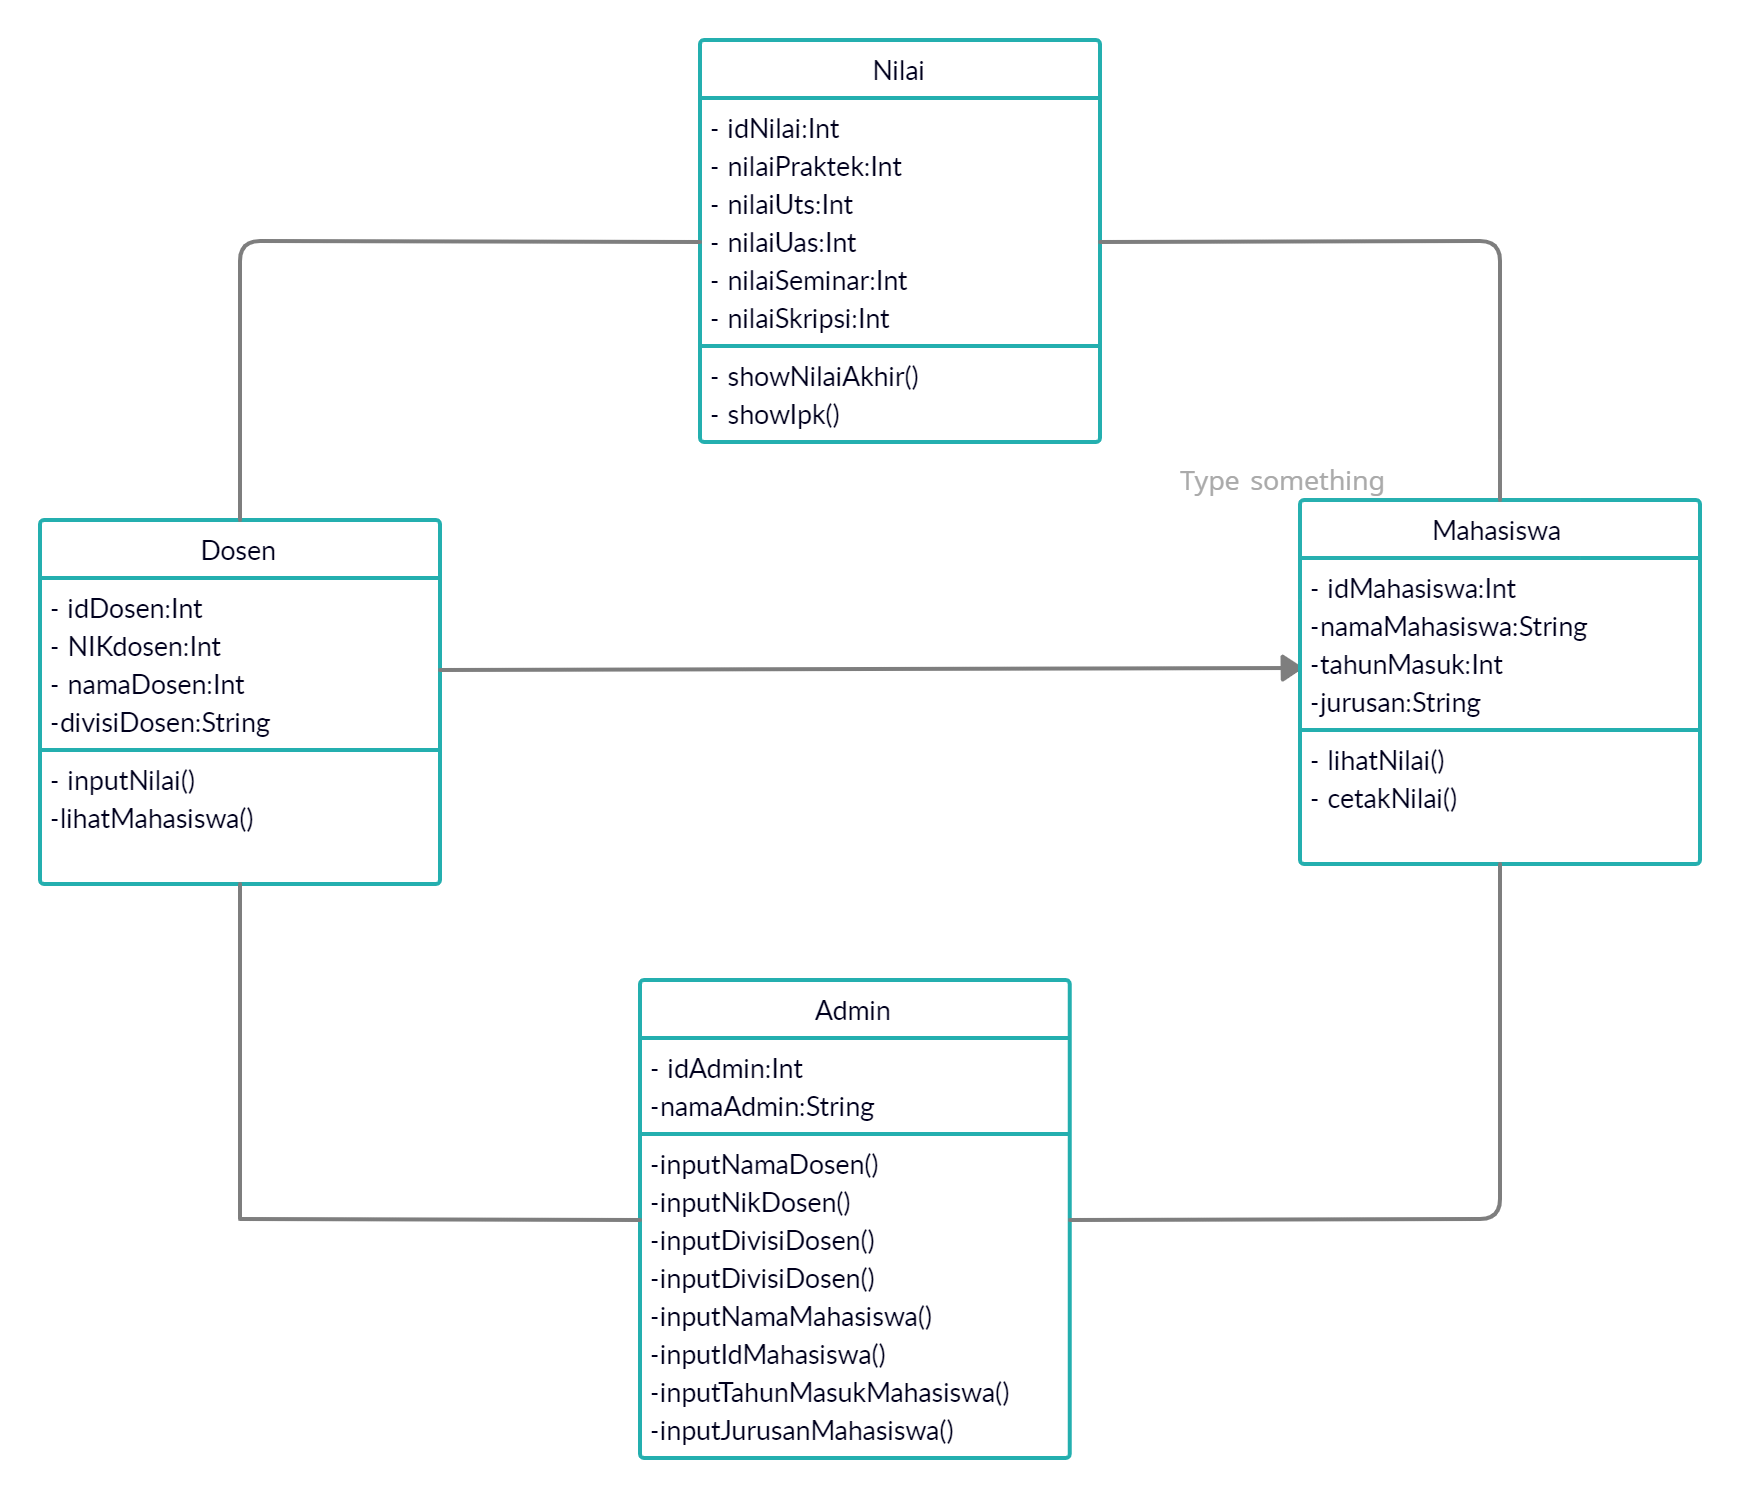 Nilai
- idNilai:Int
- nilaiPraktek:Int
- nilaiUts:Int
- nilaiUas:Int
- nilaiSeminar:Int
- nilaiSkripsi:Int
- showNilaiAkhir()
- showIpk()
Type something
Dosen
- idDosen:Int
- NIKdosen:Int
- namaDosen:Int
-divisiDosen:String
- inputNilai()
-lihatMahasiswa()
Mahasiswa
- idMahasiswa:Int
-namaMahasiswa:String
-tahunMasuk:Int
-jurusan:String
- lihatNilai()
- cetakNilai()
Admin
- idAdmin:Int
-namaAdmin:String
-inputNamaDosen()
-inputNikDosen()
-inputDivisiDosen()
-inputDivisiDosen()
-inputNamaMahasiswa()
-inputIdMahasiswa()
-inputTahunMasukMahasiswa()
-inputJurusanMahasiswa()